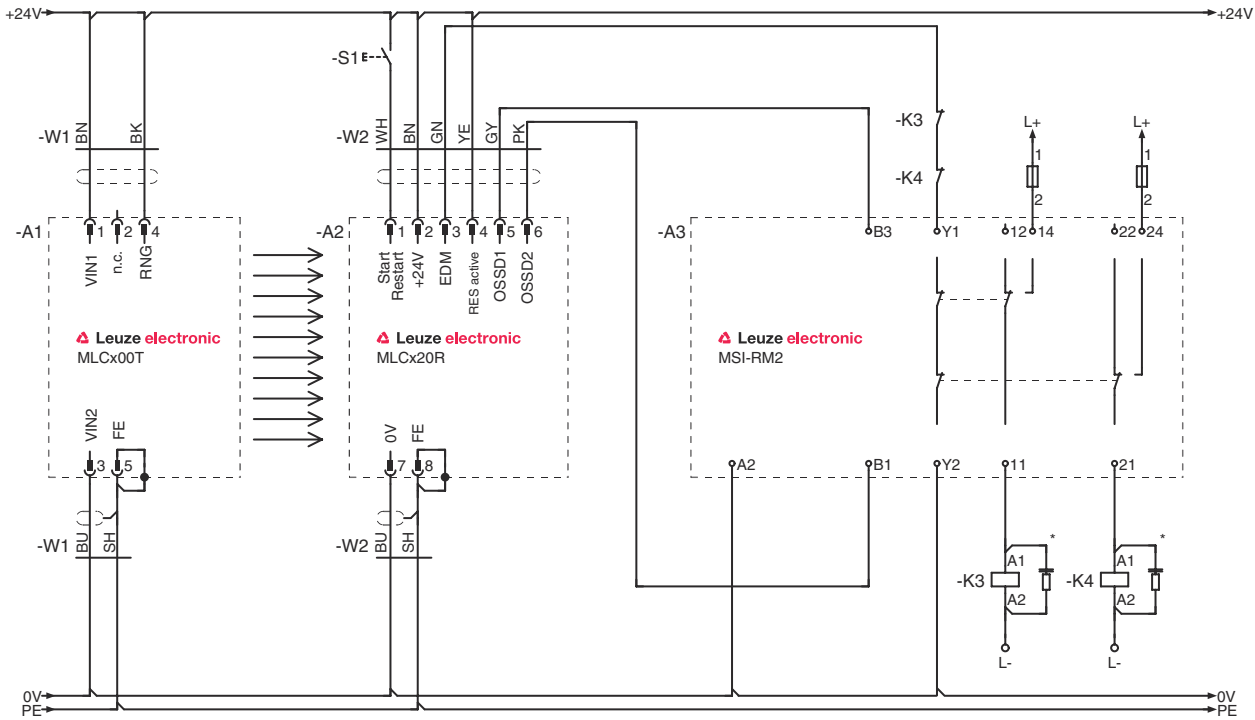 +24V +24V
-S1
-W1 BN BK
-W2 WH BN GN YE GY PK
-K3
-K4
L+ L+
1 1
2 2
-A1 1 2 4
VIN1 n.c. RNG
-A2 1 2 3 4 5 6
Start
Restart
+24V EDM RES active OSSD1 OSSD2
-A3 B3 Y1 12 14 22 24
Leuze electronic
MLCx00T
Leuze electronic
MLCx20R
Leuze electronic
MSI-RM2
VIN2 FE
3 5
0V FE
7 8
A2 B1 Y2 11 21
-W1 BU SH
-W2 BU SH
* *
-K3 A1 A2
-K4 A1 A2
L- L-
0V 0V
PE PE